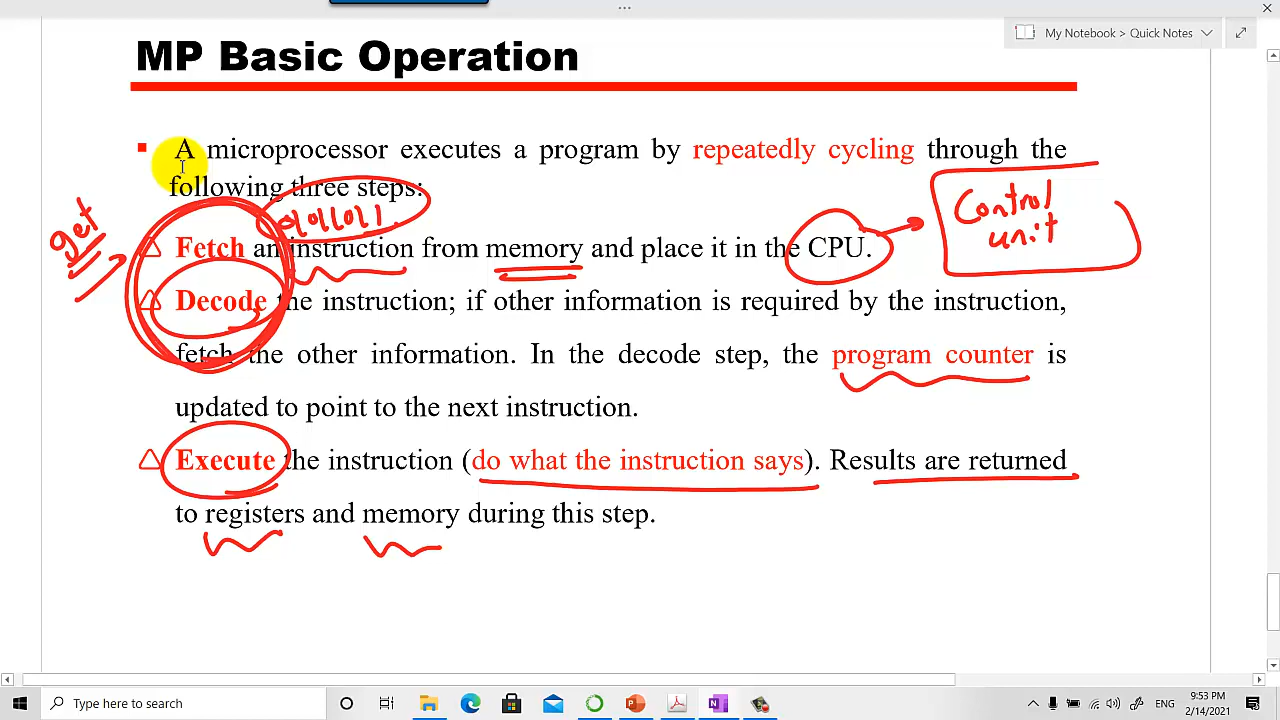 My Notebook > Quick Notes
MP Basic Operation
A microprocessor executes a program by repeatedly cycling through the
following three steps:
get
Control
unit
Fetch an instruction from memory and place it in the CPU.
Decode the instruction; if other information is required by the instruction,
fetch the other information. In the decode step, the program counter is
updated to point to the next instruction.
Execute the instruction (do what the instruction says). Results are returned
to registers and memory during this step.
Type here to search
ENG
9:53 PM
2/14/2021